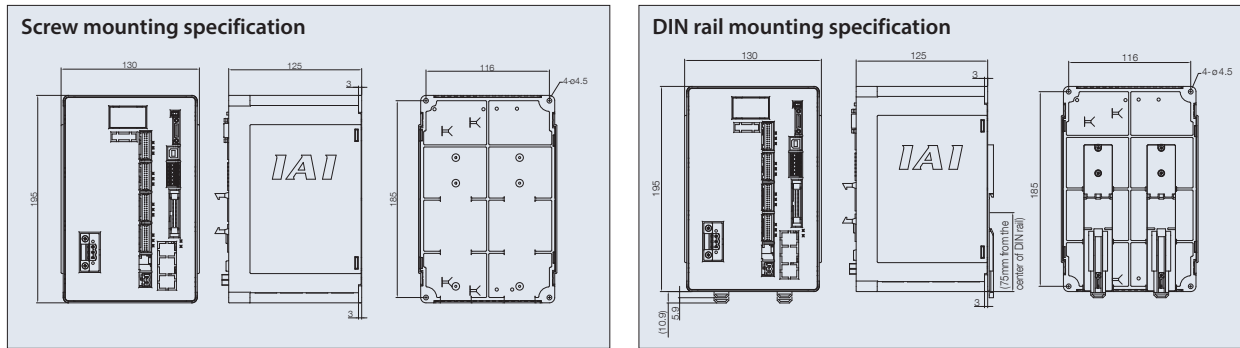 Screw mounting specification
130
125
3
116
4-ø4.5
195
IAI
185
3
DIN rail mounting specification
130
125
3
116
4-ø4.5
195
IAI
185
(75mm from the
center of DIN rail)
(10.9)
5.9
3